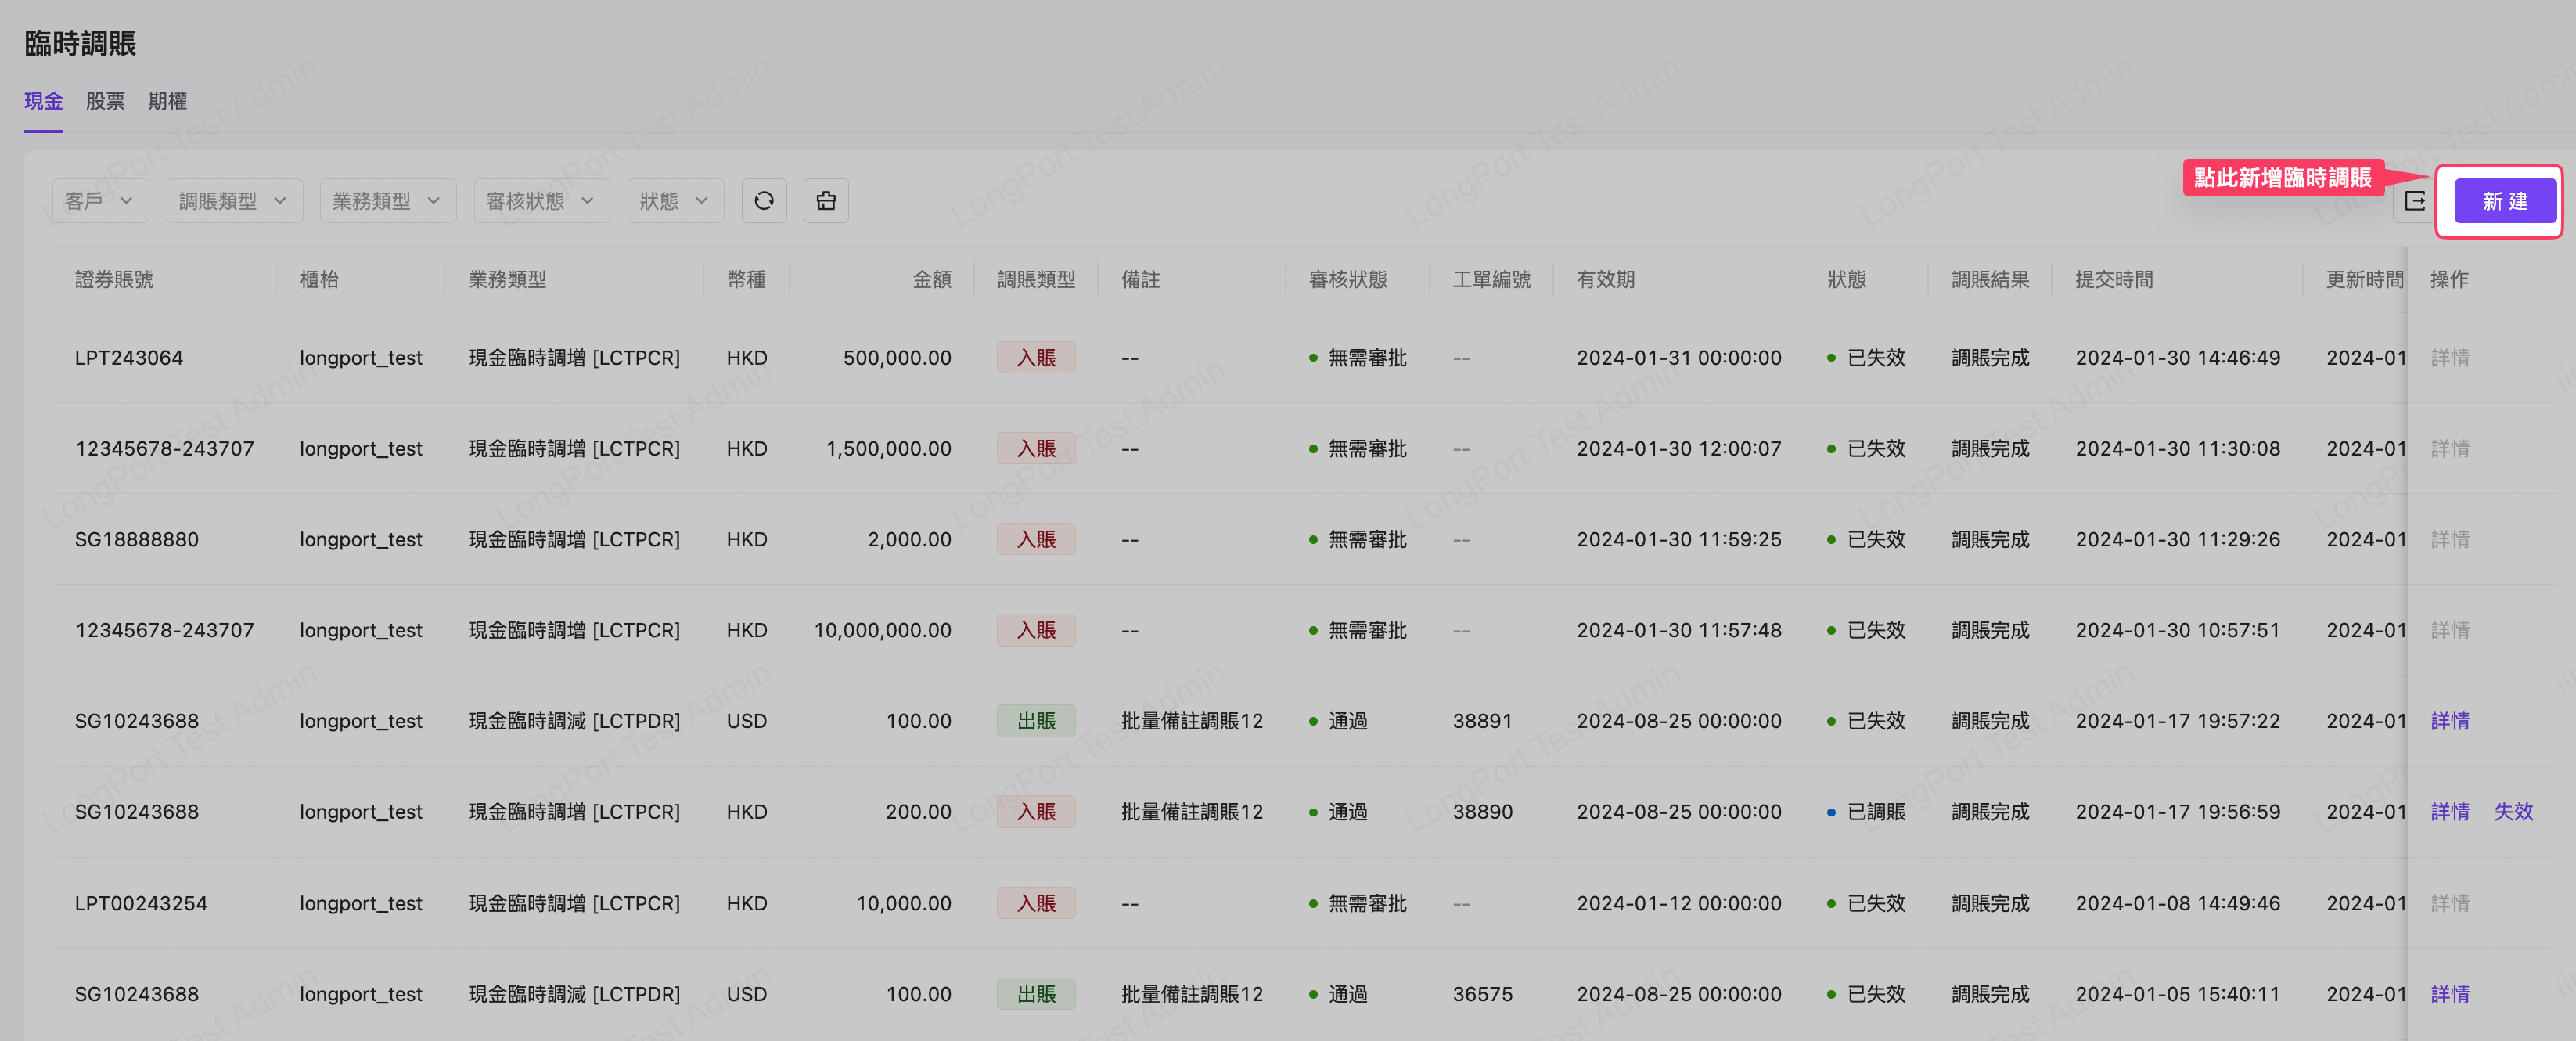 臨時調賬
現金 股票 期權
點此新增臨時調賬
客戶 調賬類型 業務類型 審核狀態 狀態 新 建
證券賬號 櫃枱 業務類型 幣種 金額 調賬類型 備註 審核狀態 工單編號 有效期 狀態 調賬結果 提交時間 更新時間 操作
LPT243064 longport_test 現金臨時調增 [LCTPCR] HKD 500,000.00 入賬 -- 無需審批 -- 2024-01-31 00:00:00 已失效 調賬完成 2024-01-30 14:46:49 2024-01 詳情
12345678-243707 longport_test 現金臨時調增 [LCTPCR] HKD 1,500,000.00 入賬 -- 無需審批 -- 2024-01-30 12:00:07 已失效 調賬完成 2024-01-30 11:30:08 2024-01 詳情
SG18888880 longport_test 現金臨時調增 [LCTPCR] HKD 2,000.00 入賬 -- 無需審批 -- 2024-01-30 11:59:25 已失效 調賬完成 2024-01-30 11:29:26 2024-01 詳情
12345678-243707 longport_test 現金臨時調增 [LCTPCR] HKD 10,000,000.00 入賬 -- 無需審批 -- 2024-01-30 11:57:48 已失效 調賬完成 2024-01-30 10:57:51 2024-01 詳情
SG10243688 longport_test 現金臨時調減 [LCTPDR] USD 100.00 出賬 批量備註調賬12 通過 38891 2024-08-25 00:00:00 已失效 調賬完成 2024-01-17 19:57:22 2024-01 詳情
SG10243688 longport_test 現金臨時調增 [LCTPCR] HKD 200.00 入賬 批量備註調賬12 通過 38890 2024-08-25 00:00:00 已調賬 調賬完成 2024-01-17 19:56:59 2024-01 詳情 失效
LPT00243254 longport_test 現金臨時調增 [LCTPCR] HKD 10,000.00 入賬 -- 無需審批 -- 2024-01-12 00:00:00 已失效 調賬完成 2024-01-08 14:49:46 2024-01 詳情
SG10243688 longport_test 現金臨時調減 [LCTPDR] USD 100.00 出賬 批量備註調賬12 通過 36575 2024-08-25 00:00:00 已失效 調賬完成 2024-01-05 15:40:11 2024-01 詳情
LongPort Test Admin